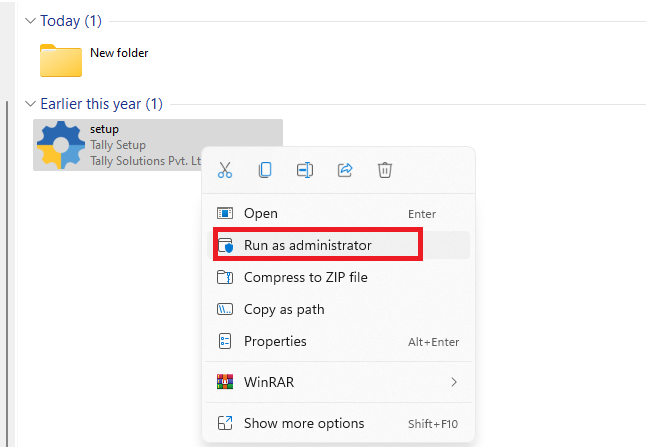 Today (1)
New folder
Earlier this year (1)
setup
Tally Setup
Tally Solutions Pvt. Lt
Open Enter
Run as administrator
Compress to ZIP file
Copy as path
Properties Alt+Enter
WinRAR
Show more options Shift+F10